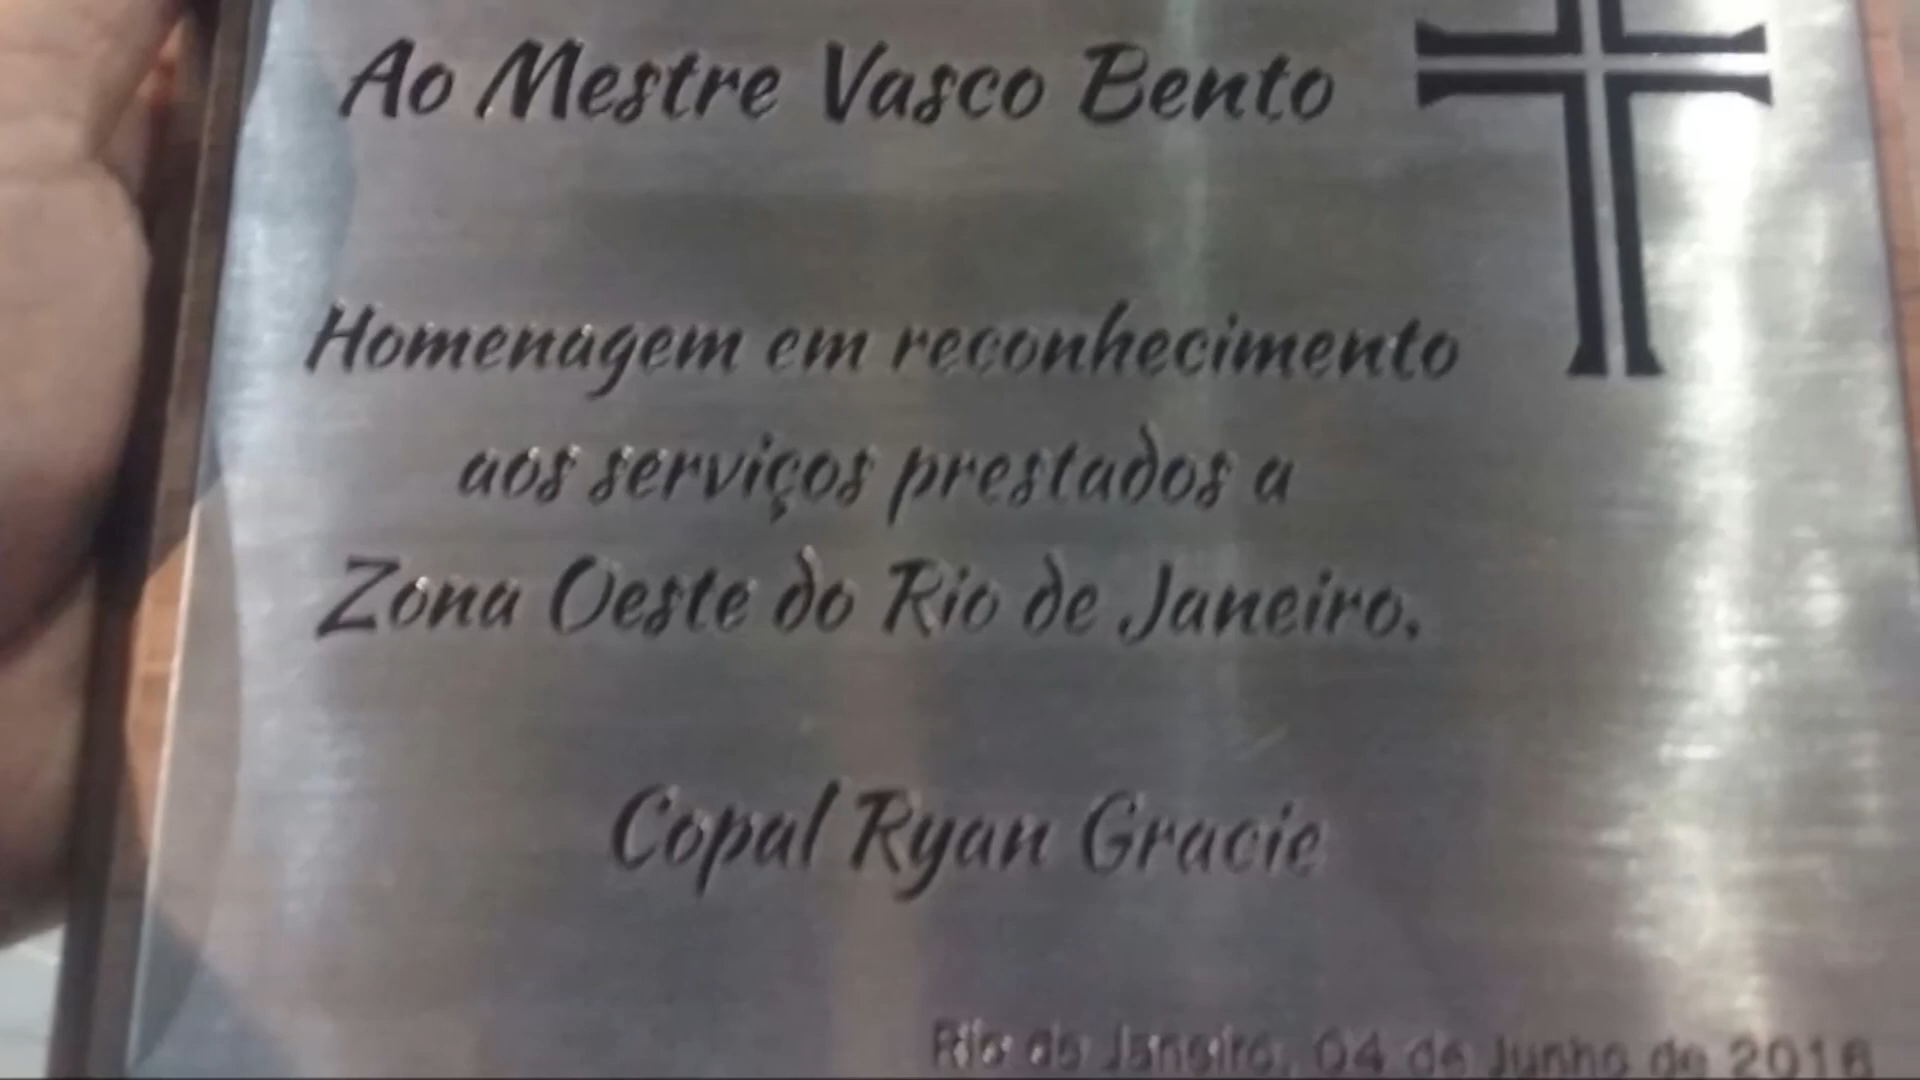 Ao Mestre Vasco Bento
Homenagem em reconhecimento
aos serviços prestados a
Zona Oeste do Rio de Janeiro.
Copal Ryan Gracie
Rio de Janeiro, 04 de Junho de 2016